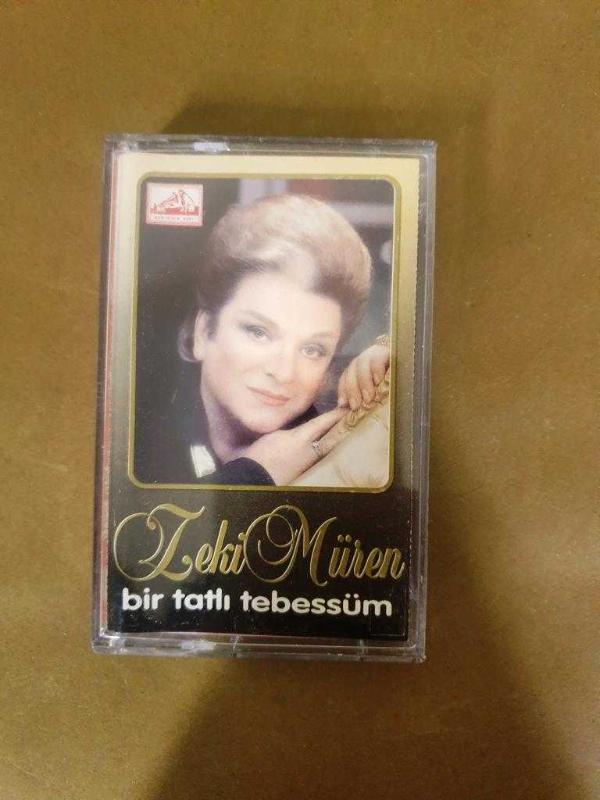 Zeki Müren
bir tatlı tebessüm